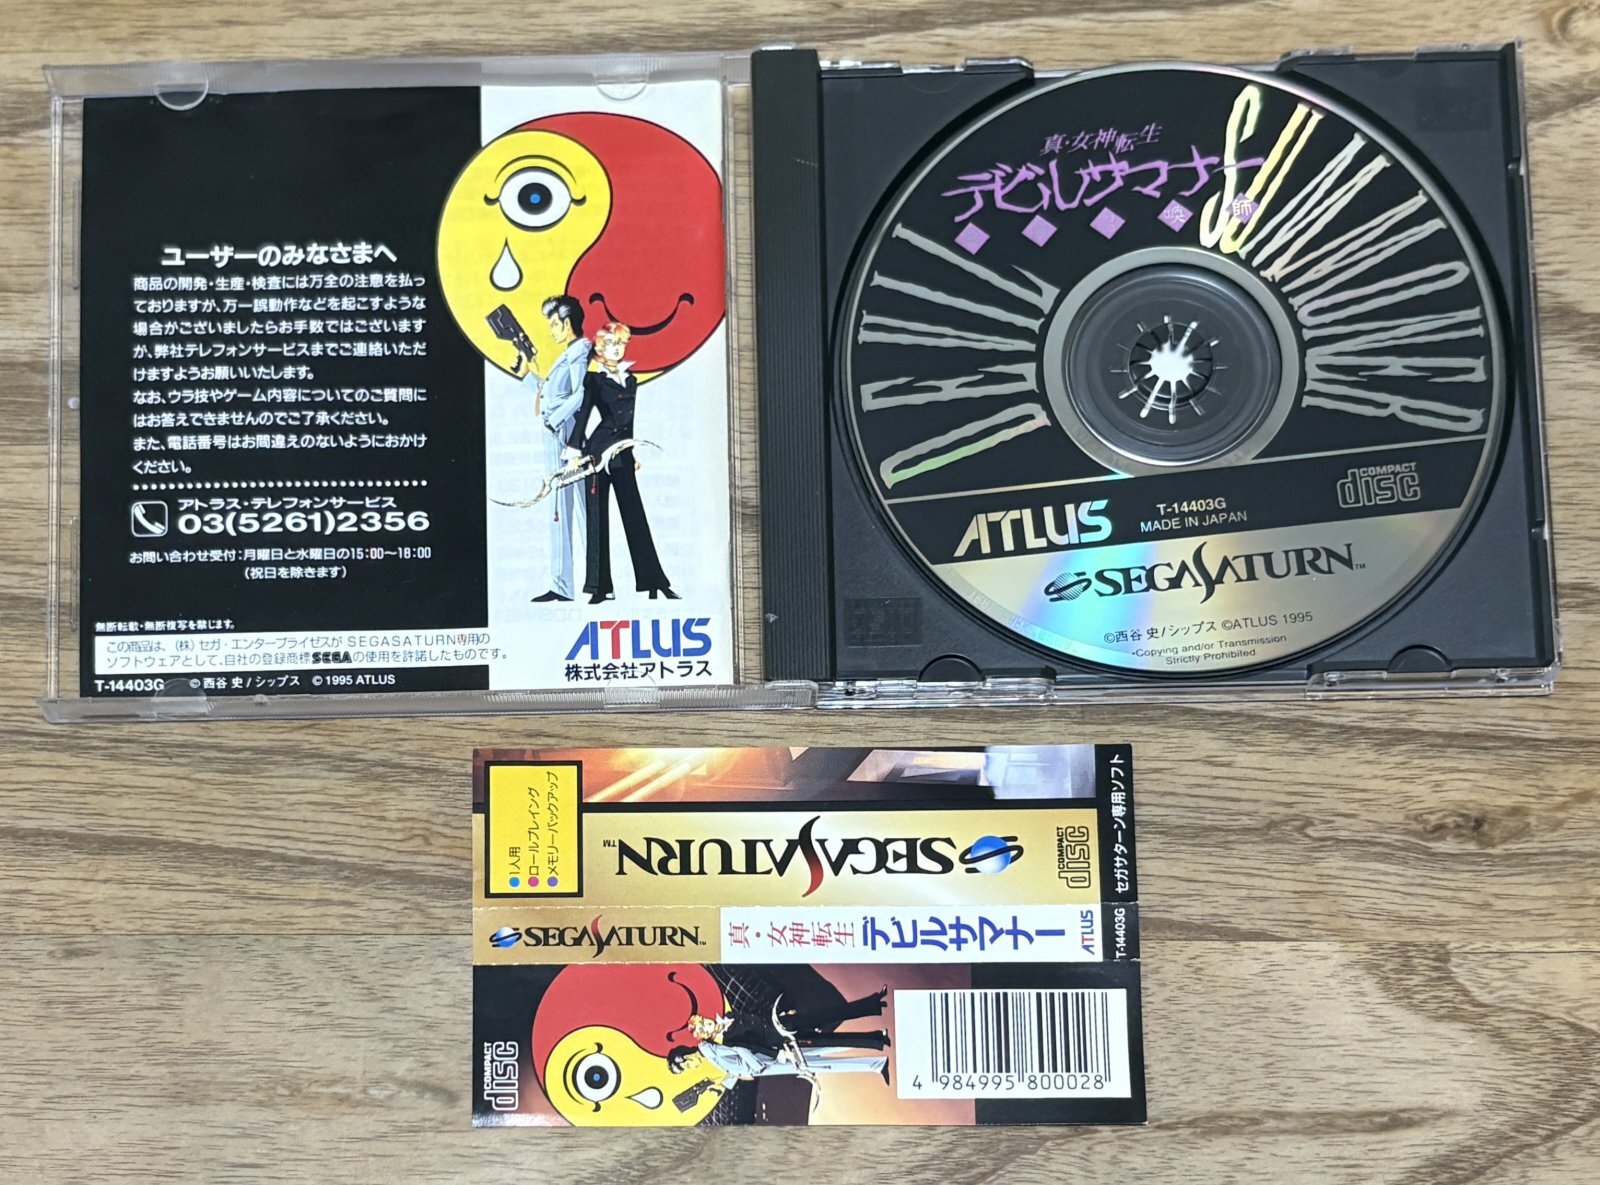 ユーザーのみなさまへ
商品の開発・生産・検査には万全の注意を払っ
ておりますが、万一誤動作などを起こすような
場合がございましたらお手数ではございます
が、弊社テレフォンサービスまでご連絡いただ
けますようお願いいたします。
なお、ウラ技やゲーム内容についてのご質問に
はお答えできませんのでご了承ください。
また、電話番号はお間違えのないようにおかけ
ください。
アトラス・テレフォンサービス
03(5261)2356
お問い合わせ受付:月曜日と水曜日の15:00〜18:00
(祝日を除きます)
無断転載・無断複写を禁じます。
この商品は、(株)セガ・エンタープライゼスがSEGASATURN専用の
ソフトウェアとして、自社の登録商標SEGAの使用を許諾したものです。
T-14403G ©西谷 史/シップス ©1995 ATLUS
ATLUS
株式会社アトラス
真・女神転生
デビルサマナー
喚師
DEVIL SUMMONER
ATLUS
T-14403G
MADE IN JAPAN
COMPACT
disc
SEGASATURN™
©西谷 史/シップス ©ATLUS 1995
•Copying and/or Transmission
Strictly Prohibited.
1人用
ロールプレイング
メモリーバックアップ
SEGASATURN™
COMPACT
disc
セガサターン専用ソフト
SEGASATURN™
真・女神転生
デビルサマナー
ATLUS
T-14403G
COMPACT
disc
4 984995 800028